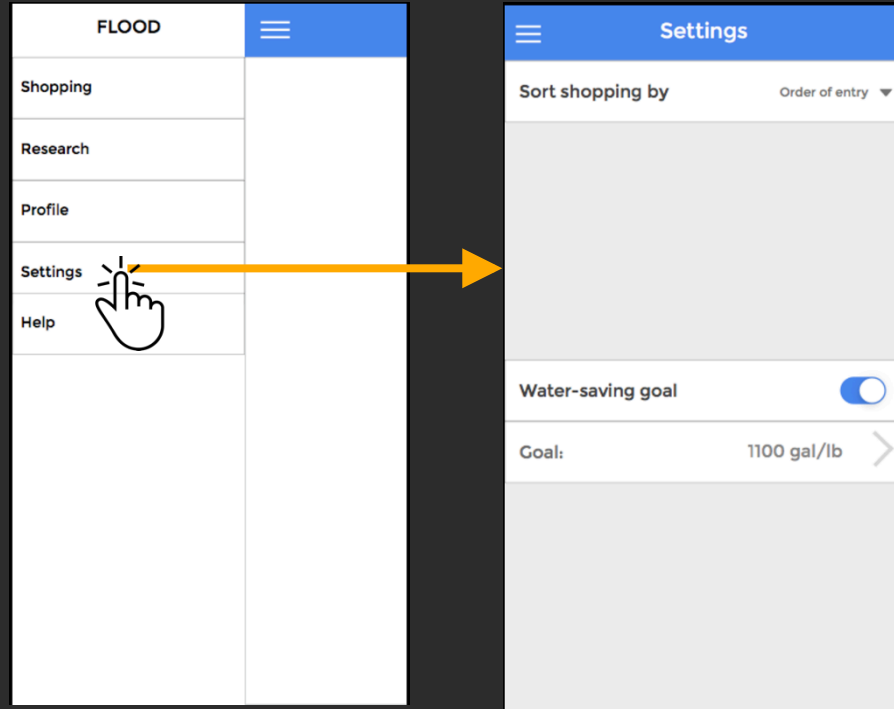 FLOOD
Shopping
Research
Profile
Settings
Help
Settings
Sort shopping by Order of entry
Water-saving goal
Goal: 1100 gal/lb